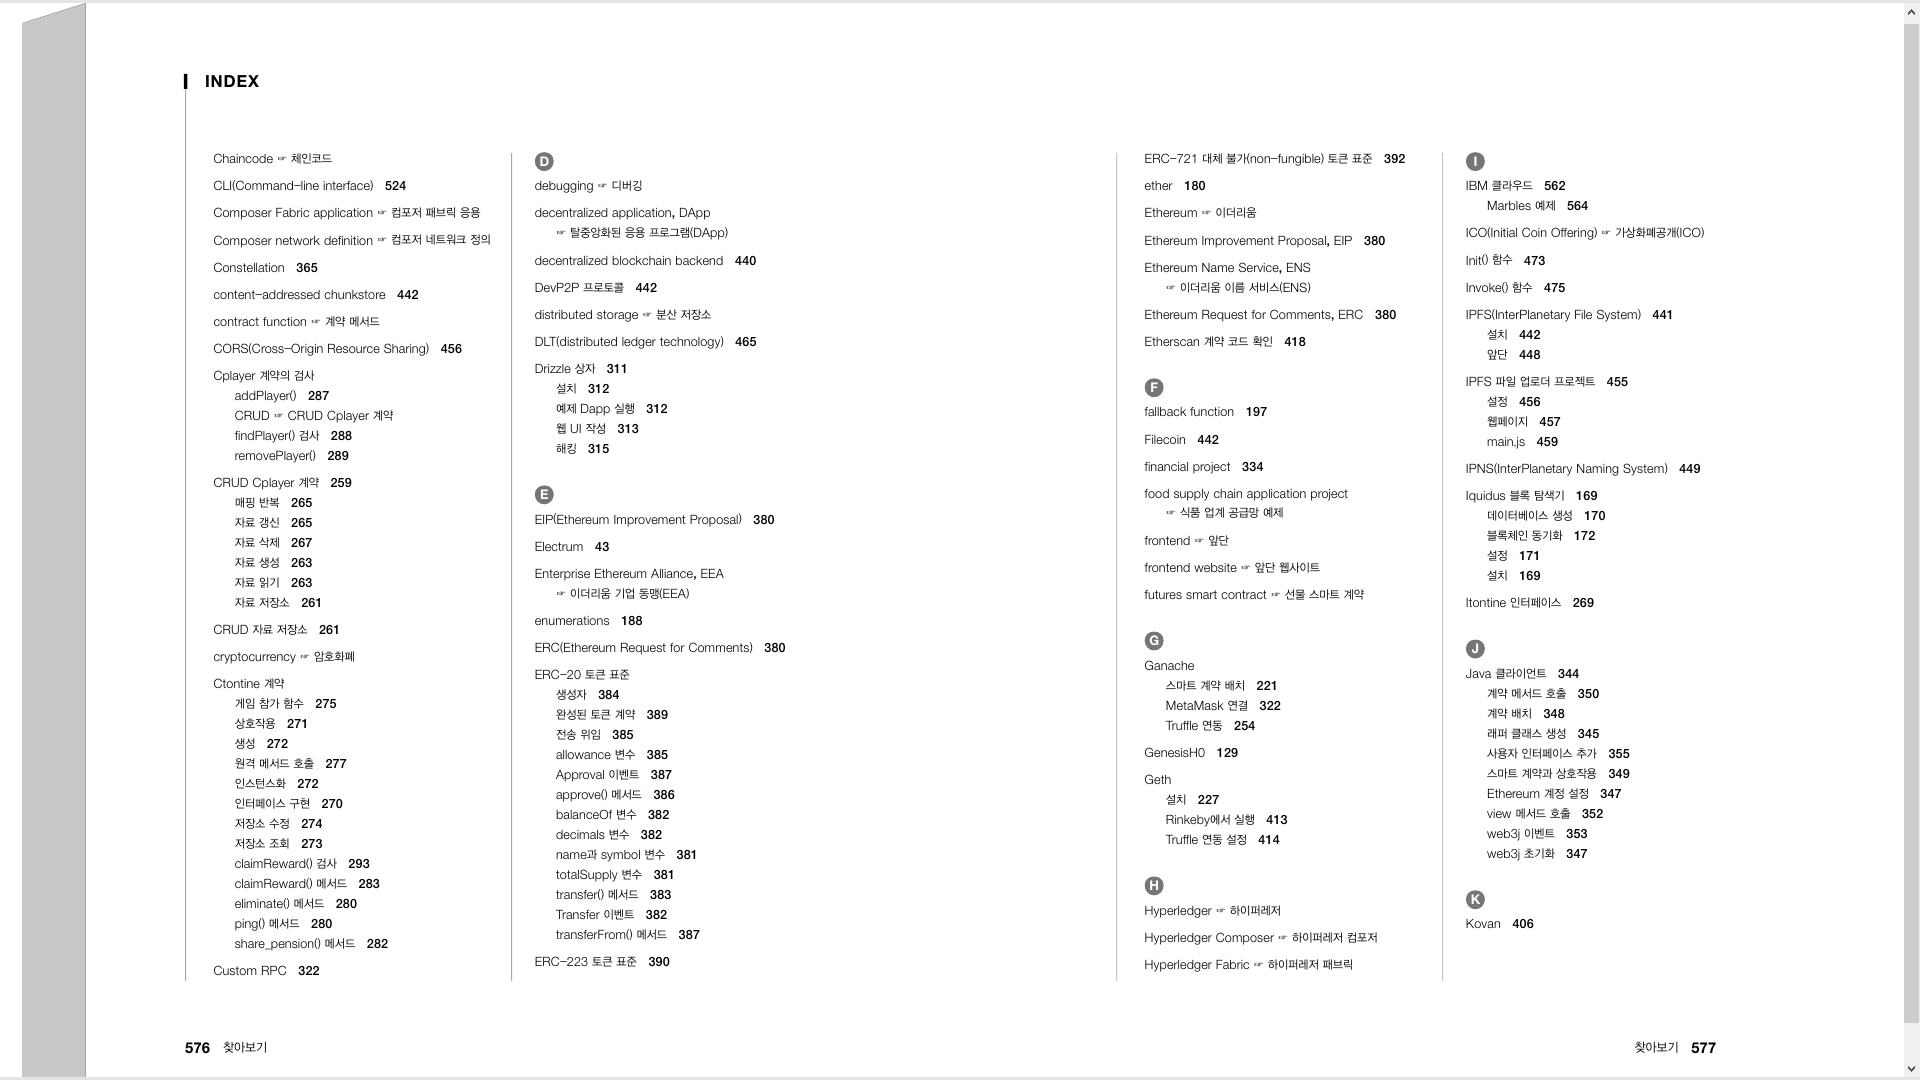 INDEX
Chaincode ☞ 체인코드
CLI(Command-line interface) 524
Composer Fabric application ☞ 컴포저 패브릭 응용
Composer network definition ☞ 컴포저 네트워크 정의
Constellation 365
content-addressed chunkstore 442
contract function ☞ 계약 메서드
CORS(Cross-Origin Resource Sharing) 456
Cplayer 계약의 검사
addPlayer() 287
CRUD ☞ CRUD Cplayer 계약
findPlayer() 검사 288
removePlayer() 289
CRUD Cplayer 계약 259
매핑 반복 265
자료 갱신 265
자료 삭제 267
자료 생성 263
자료 읽기 263
자료 저장소 261
CRUD 자료 저장소 261
cryptocurrency ☞ 암호화폐
Ctontine 계약
게임 참가 함수 275
상호작용 271
생성 272
원격 메서드 호출 277
인스턴스화 272
인터페이스 구현 270
저장소 수정 274
저장소 조회 273
claimReward() 검사 293
claimReward() 메서드 283
eliminate() 메서드 280
ping() 메서드 280
share_pension() 메서드 282
Custom RPC 322
D
debugging ☞ 디버깅
decentralized application, DApp
☞ 탈중앙화된 응용 프로그램(DApp)
decentralized blockchain backend 440
DevP2P 프로토콜 442
distributed storage ☞ 분산 저장소
DLT(distributed ledger technology) 465
Drizzle 상자 311
설치 312
예제 Dapp 실행 312
웹 UI 작성 313
해킹 315
E
EIP(Ethereum Improvement Proposal) 380
Electrum 43
Enterprise Ethereum Alliance, EEA
☞ 이더리움 기업 동맹(EEA)
enumerations 188
ERC(Ethereum Request for Comments) 380
ERC-20 토큰 표준
생성자 384
완성된 토큰 계약 389
전송 위임 385
allowance 변수 385
Approval 이벤트 387
approve() 메서드 386
balanceOf 변수 382
decimals 변수 382
name과 symbol 변수 381
totalSupply 변수 381
transfer() 메서드 383
Transfer 이벤트 382
transferFrom() 메서드 387
ERC-223 토큰 표준 390
ERC-721 대체 불가(non-fungible) 토큰 표준 392
ether 180
Ethereum ☞ 이더리움
Ethereum Improvement Proposal, EIP 380
Ethereum Name Service, ENS
☞ 이더리움 이름 서비스(ENS)
Ethereum Request for Comments, ERC 380
Etherscan 계약 코드 확인 418
F
fallback function 197
Filecoin 442
financial project 334
food supply chain application project
☞ 식품 업계 공급망 예제
frontend ☞ 앞단
frontend website ☞ 앞단 웹사이트
futures smart contract ☞ 선물 스마트 계약
G
Ganache
스마트 계약 배치 221
MetaMask 연결 322
Truffle 연동 254
GenesisH0 129
Geth
설치 227
Rinkeby에서 실행 413
Truffle 연동 설정 414
H
Hyperledger ☞ 하이퍼레저
Hyperledger Composer ☞ 하이퍼레저 컴포저
Hyperledger Fabric ☞ 하이퍼레저 패브릭
I
IBM 클라우드 562
Marbles 예제 564
ICO(Initial Coin Offering) ☞ 가상화폐공개(ICO)
Init() 함수 473
Invoke() 함수 475
IPFS(InterPlanetary File System) 441
설치 442
앞단 448
IPFS 파일 업로더 프로젝트 455
설정 456
웹페이지 457
main.js 459
IPNS(InterPlanetary Naming System) 449
Iquidus 블록 탐색기 169
데이터베이스 생성 170
블록체인 동기화 172
설정 171
설치 169
Itontine 인터페이스 269
J
Java 클라이언트 344
계약 메서드 호출 350
계약 배치 348
래퍼 클래스 생성 345
사용자 인터페이스 추가 355
스마트 계약과 상호작용 349
Ethereum 계정 설정 347
view 메서드 호출 352
web3j 이벤트 353
web3j 초기화 347
K
Kovan 406
576 찾아보기
찾아보기 577